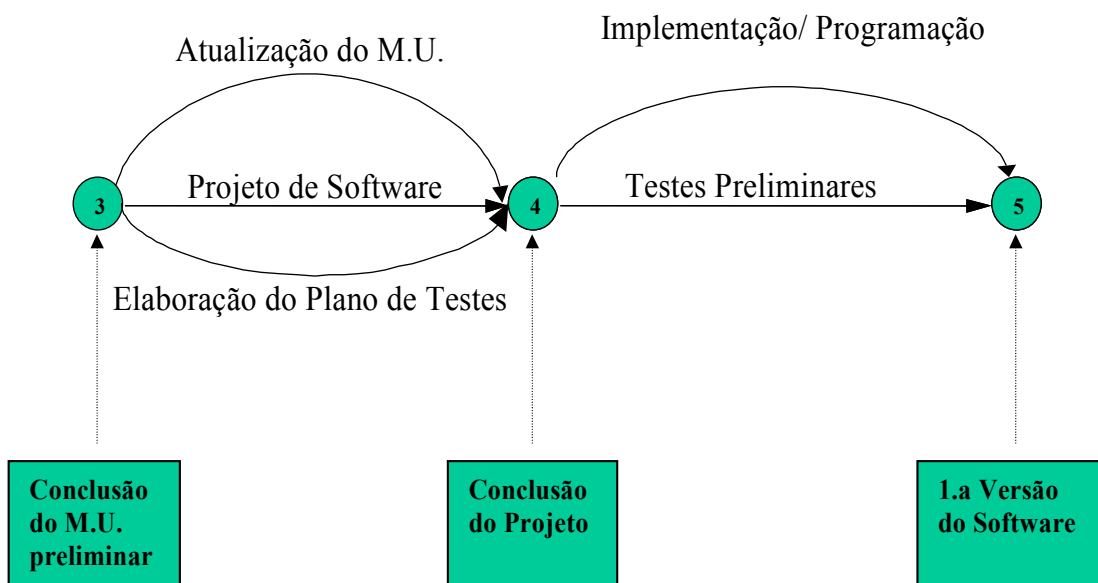 Implementação/ Programação
Atualização do M.U.
Projeto de Software
Testes Preliminares
3
4
5
Elaboração do Plano de Testes
Conclusão
do M.U.
preliminar
Conclusão
do Projeto
1.a Versão
do Software